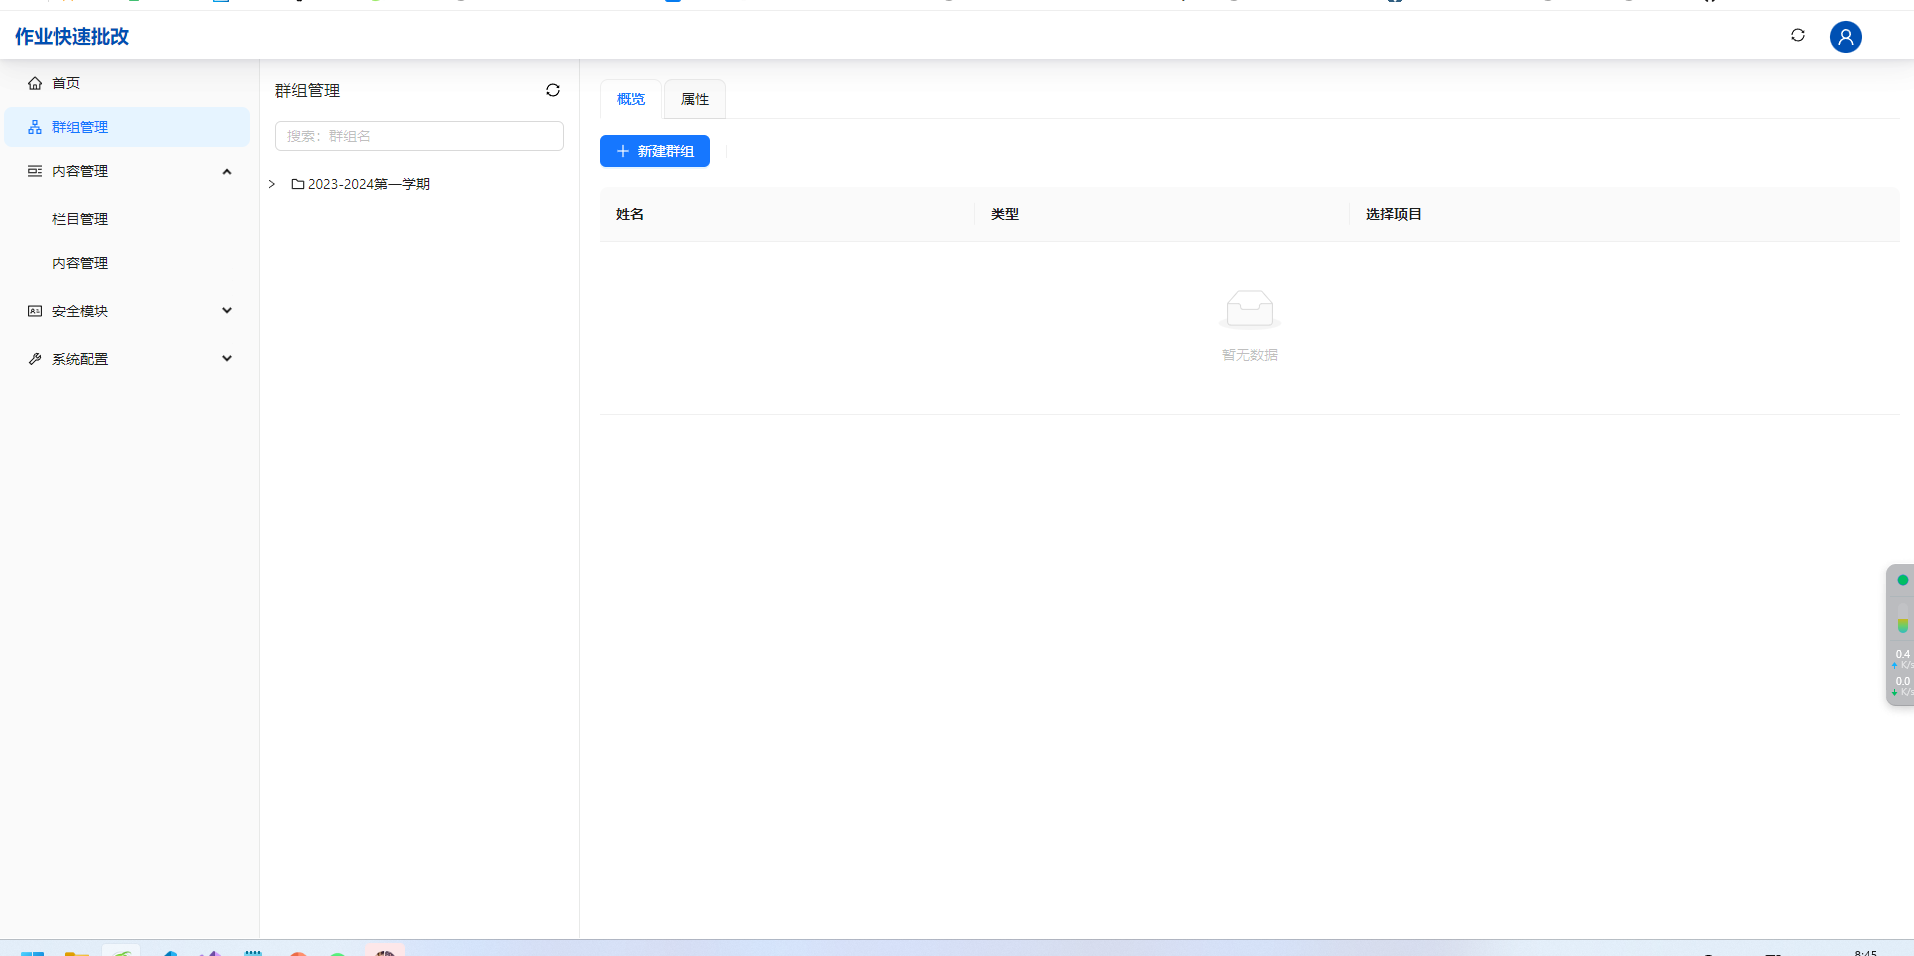 作业快速批改
首页
群组管理
内容管理
栏目管理
内容管理
安全模块
系统配置
群组管理
搜索：群组名
2023-2024第一学期
概览
属性
新建群组
姓名
类型
选择项目
暂无数据
0.4
K/s
0.0
K/s
8:45